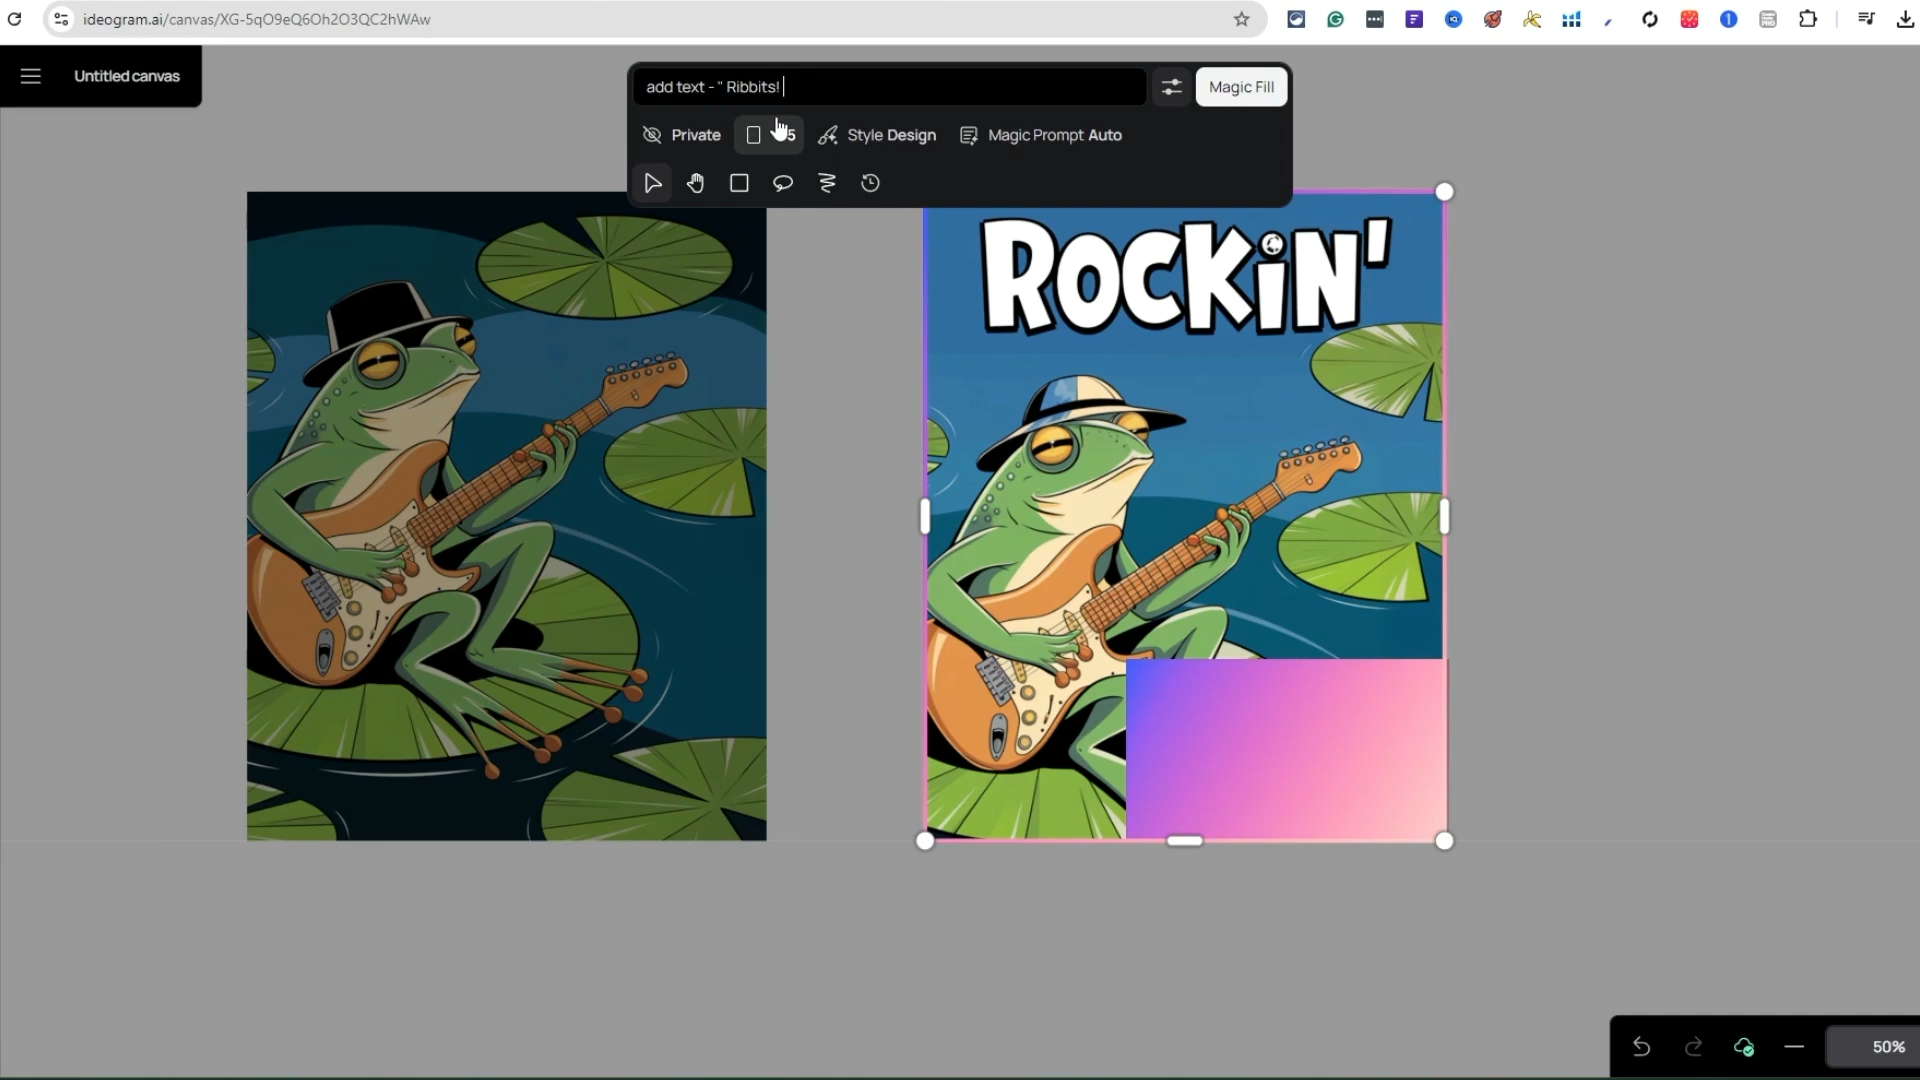 ideogram.ai/canvas/XG-5qO9eQ6Oh2O3QC2hWAw
Untitled canvas
add text - " Ribbits!
Magic Fill
Private
5
Style Design
Magic Prompt Auto
ROCKiN'
50%